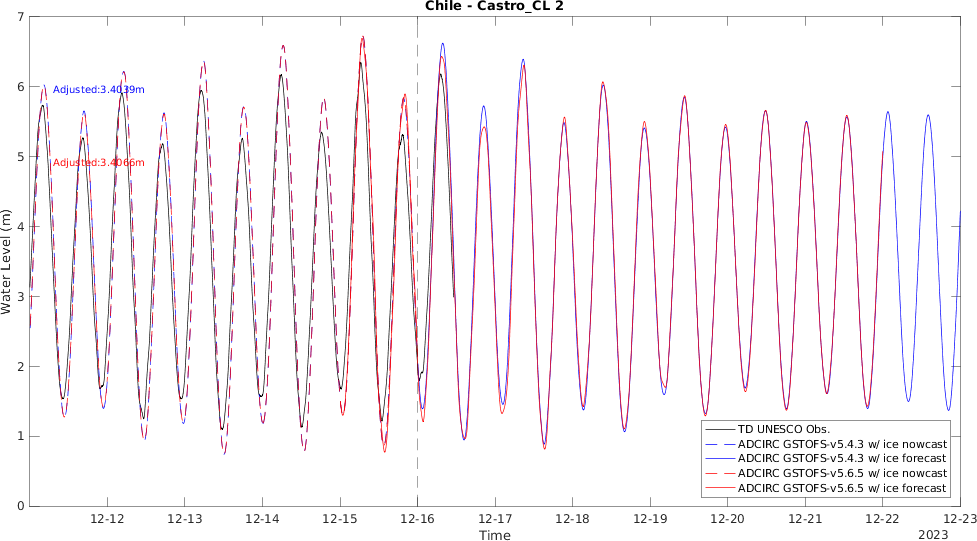 Chile - Castro_CL 2
7
6
5
4
3
2
1
0
Water Level (m)
Adjusted:3.4039m
Adjusted:3.4066m
TD UNESCO Obs.
ADCIRC GSTOFS-v5.4.3 w/ ice nowcast
ADCIRC GSTOFS-v5.4.3 w/ ice forecast
ADCIRC GSTOFS-v5.6.5 w/ ice nowcast
ADCIRC GSTOFS-v5.6.5 w/ ice forecast
12-12 12-13 12-14 12-15 12-16 12-17 12-18 12-19 12-20 12-21 12-22 12-23
Time
2023